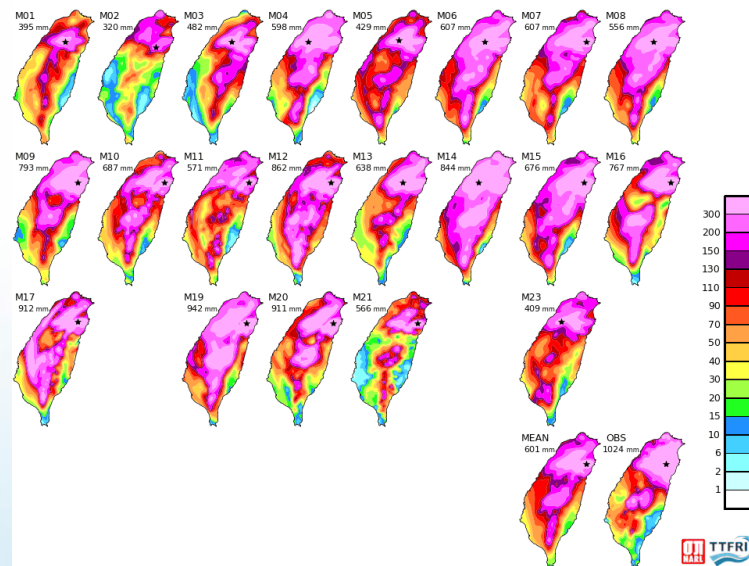 M01
395 mm
M02
320 mm
M03
482 mm
M04
598 mm
M05
429 mm
M06
607 mm
M07
607 mm
M08
556 mm
M09
793 mm
M10
687 mm
M11
571 mm
M12
862 mm
M13
638 mm
M14
844 mm
M15
676 mm
M16
767 mm
M17
912 mm
M19
942 mm
M20
911 mm
M21
566 mm
M23
409 mm
MEAN
601 mm
OBS
1024 mm
300
200
150
130
110
90
70
50
40
30
20
15
10
6
2
1
NARL
TTFRI